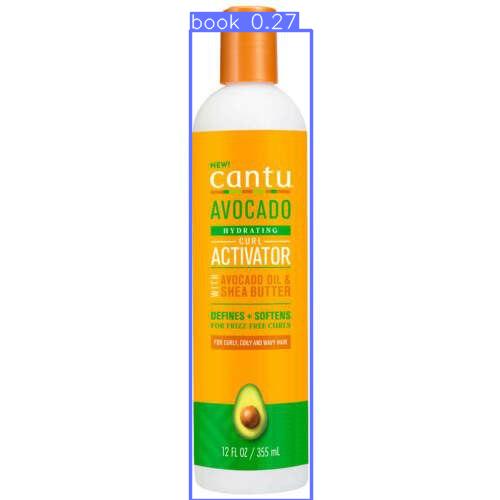 book 0.27
NEW!
cantu
AVOCADO
HYDRATING
CURL
ACTIVATOR
WITH AVOCADO OIL &
SHEA BUTTER
DEFINES + SOFTENS
FOR FRIZZ-FREE CURLS
FOR CURLY, COILY AND WAVY HAIR
12 FL OZ / 355 mL